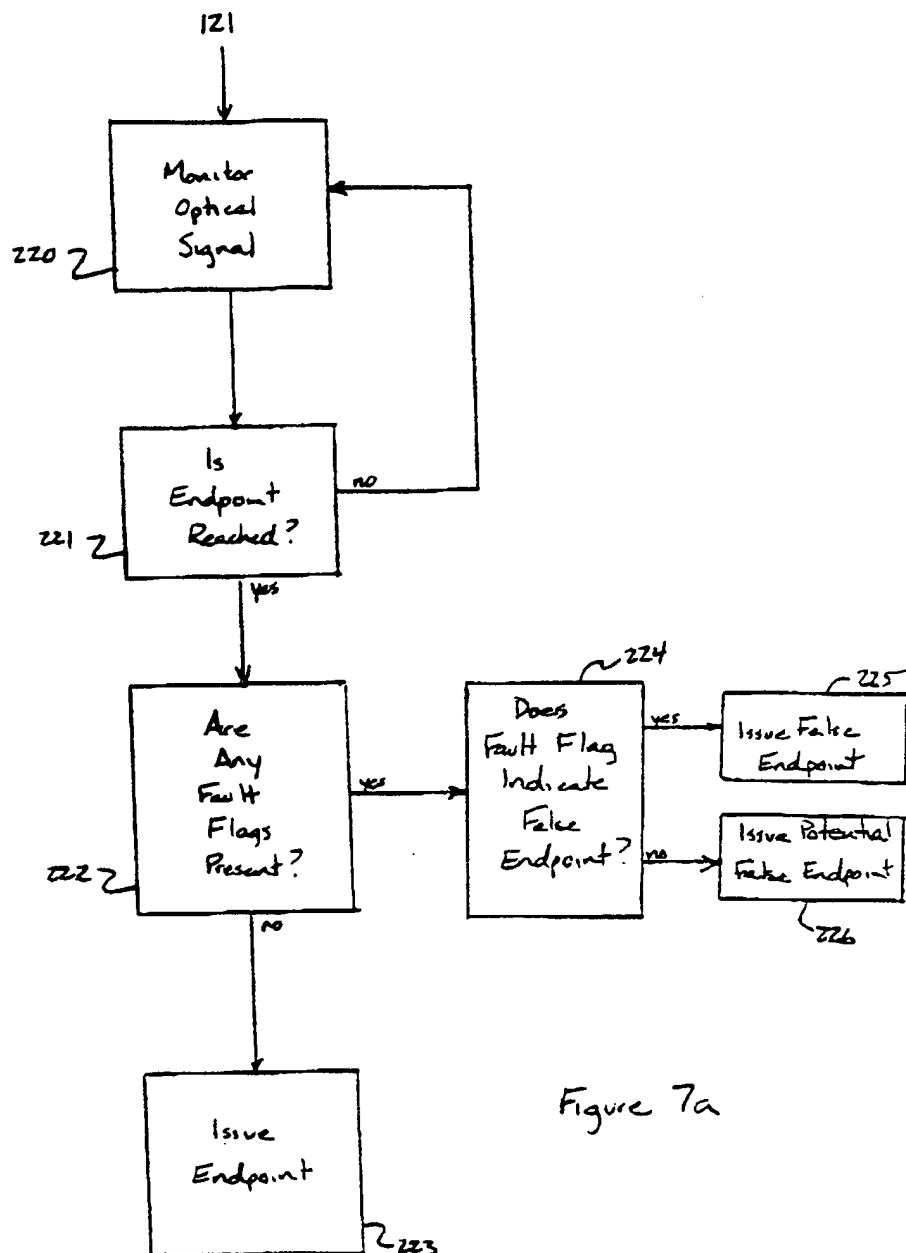 121
Monitor
Optical
Signal
220
Is
Endpoint
Reached?
no
221
yes
Are
Any
Fault
Flags
Present?
222
yes
no
224
Does
Fault Flag
Indicate
False
Endpoint?
yes
no
225
Issue False
Endpoint
Issue Potential
False Endpoint
226
Issue
Endpoint
223
Figure 7a